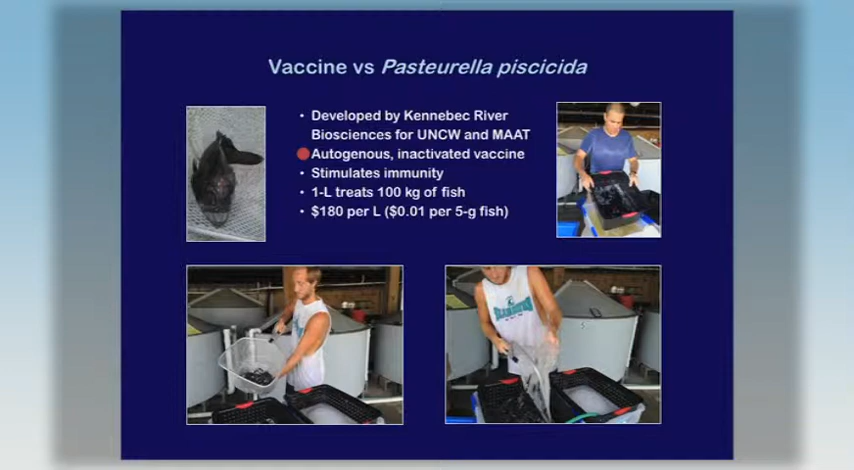 Vaccine vs Pasteurella piscicida
• Developed by Kennebec River
Biosciences for UNCW and MAAT
Autogenous, inactivated vaccine
• Stimulates immunity
• 1-L treats 100 kg of fish
• $180 per L ($0.01 per 5-g fish)